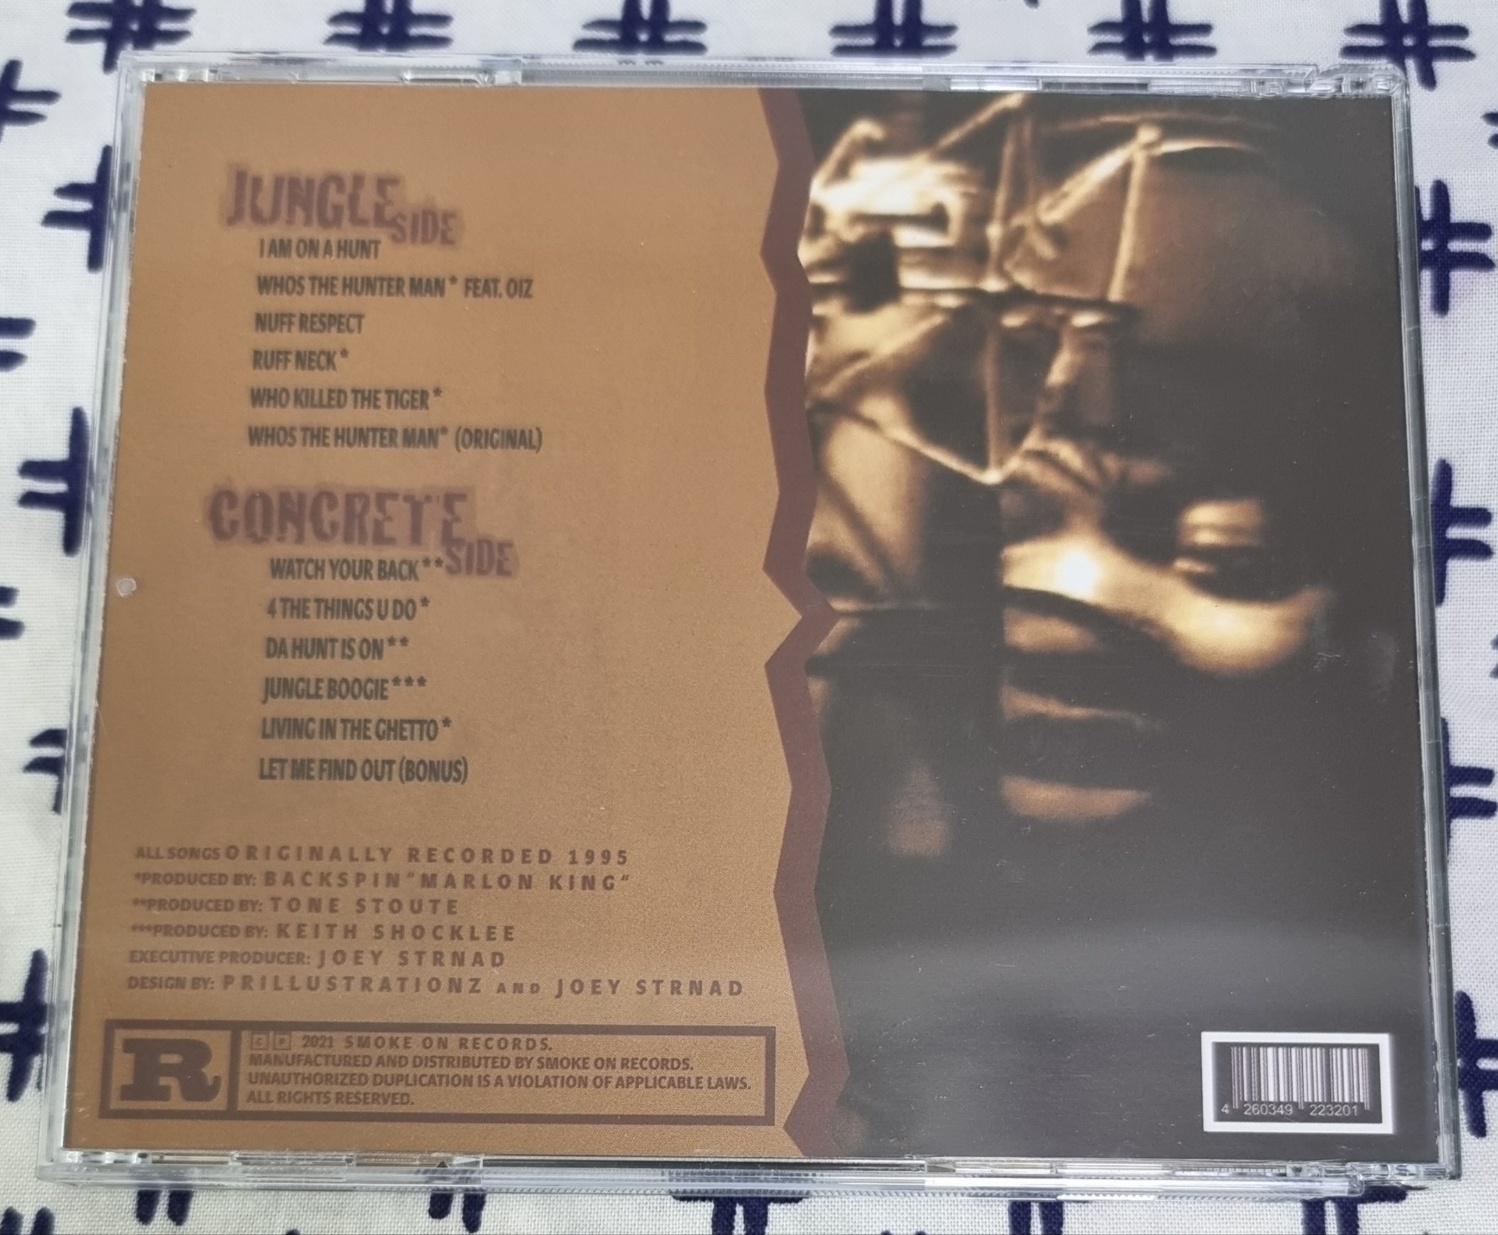 JUNGLE SIDE
I AM ON A HUNT
WHOS THE HUNTER MAN* FEAT. OIZ
NUFF RESPECT
RUFF NECK*
WHO KILLED THE TIGER*
WHOS THE HUNTER MAN* (ORIGINAL)
CONCRETE SIDE
WATCH YOUR BACK**
4 THE THINGS U DO*
DA HUNT IS ON**
JUNGLE BOOGIE***
LIVING IN THE GHETTO*
LET ME FIND OUT (BONUS)
ALL SONGS ORIGINALLY RECORDED 1995
*PRODUCED BY: BACKSPIN "MARLON KING"
**PRODUCED BY: TONE STOUTE
***PRODUCED BY: KEITH SHOCKLEE
EXECUTIVE PRODUCER: JOEY STRNAD
DESIGN BY: PRILLUSTRATIONZ AND JOEY STRNAD
R
C P 2021 SMOKE ON RECORDS.
MANUFACTURED AND DISTRIBUTED BY SMOKE ON RECORDS.
UNAUTHORIZED DUPLICATION IS A VIOLATION OF APPLICABLE LAWS.
ALL RIGHTS RESERVED.
4 260349 223201